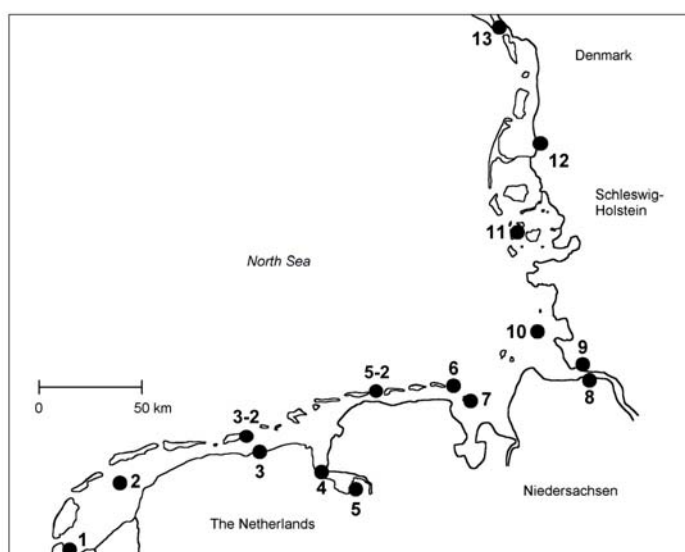 13
Denmark
12
Schleswig-
Holstein
11
North Sea
10
9
6
5-2
8
7
0
50 km
3-2
3
4
2
5
Niedersachsen
The Netherlands
1